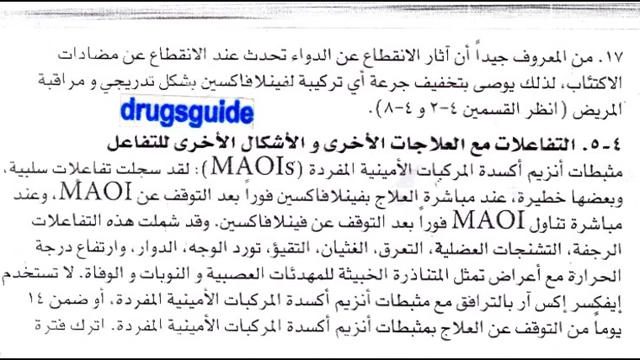 ١٧. من المعروف جيداً أن آثار الانقطاع عن الدواء تحدث عند الانقطاع عن مضادات
الاكتئاب، لذلك يوصى بتخفيف جرعة أي تركيبة لفينلافاكسين بشكل تدريجي و مراقبة
المريض (انظر القسمين ٤-٢ و ٤-٨).
drugsguide
٤-٥. التفاعلات مع العلاجات الأخرى و الأشكال الأخرى للتفاعل
مثبطات أنزيم أكسدة المركبات الأمينية المفردة (MAOIs): لقد سجلت تفاعلات سلبية،
وبعضها خطيرة، عند مباشرة العلاج بفينلافاكسين فوراً بعد التوقف عن MAOI، وعند
مباشرة تناول MAOI فوراً بعد التوقف عن فينلافاكسين. وقد شملت هذه التفاعلات
الرجفة، التشنجات العضلية، التعرق، الغثيان، التقيؤ، تورد الوجه، الدوار، وارتفاع درجة
الحرارة مع أعراض تمثل المتناذرة الخبيثة للمهدئات العصبية و النوبات و الوفاة. لا تستخدم
إيفكسر إكس آر بالترافق مع مثبطات أنزيم أكسدة المركبات الأمينية المفردة، أو ضمن ١٤
يوماً من التوقف عن العلاج بمثبطات أنزيم أكسدة المركبات الأمينية المفردة. اترك فترة